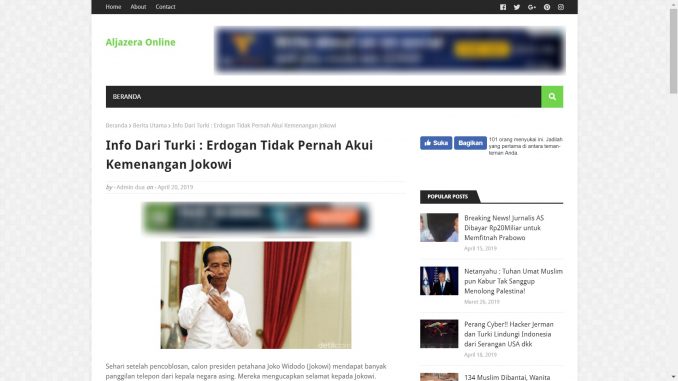 Home About Contact
Aljazera Online
BERANDA
Beranda › Berita Utama › Info Dari Turki : Erdogan Tidak Pernah Akui Kemenangan Jokowi
Info Dari Turki : Erdogan Tidak Pernah Akui
Kemenangan Jokowi
by - Admin dua on - April 20, 2019
detikcom
Sehari setelah pencoblosan, calon presiden petahana Joko Widodo (Jokowi) mendapat banyak
panggilan telepon dari kepala negara asing. Mereka mengucapkan selamat kepada Jokowi.
Suka Bagikan
101 orang menyukai ini. Jadilah
yang pertama di antara teman-
teman Anda.
POPULAR POSTS
Breaking News! Jurnalis AS
Dibayar Rp20Miliar untuk
Memfitnah Prabowo
April 15, 2019
Netanyahu : Tuhan Umat Muslim
pun Kabur Tak Sanggup
Menolong Palestina!
Maret 26, 2019
Perang Cyber!! Hacker Jerman
dan Turki Lindungi Indonesia
dari Serangan USA dkk
April 18, 2019
134 Muslim Dibantai, Wanita